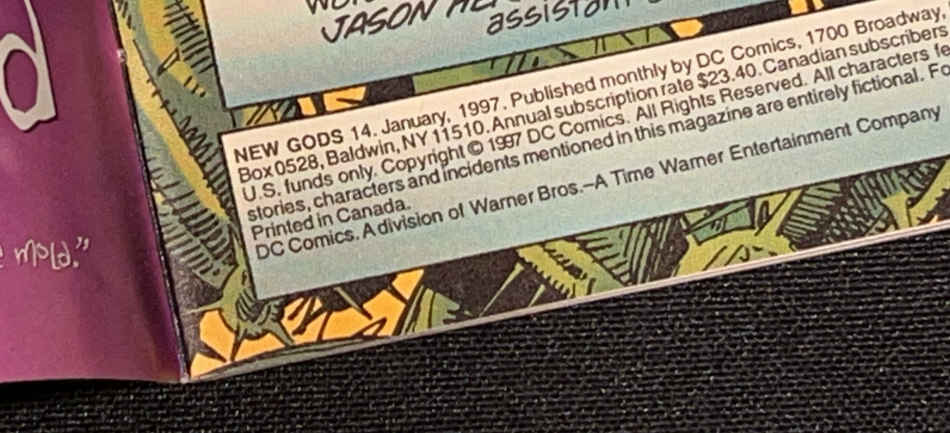 JASON
assistant
NEW GODS 14. January, 1997. Published monthly by DC Comics, 1700 Broadway,
Box 0528, Baldwin, NY 11510. Annual subscription rate $23.40. Canadian subscribers
U.S. funds only. Copyright © 1997 DC Comics. All Rights Reserved. All characters
stories, characters and incidents mentioned in this magazine are entirely fictional.
Printed in Canada.
DC Comics. A division of Warner Bros.–A Time Warner Entertainment Company
d
mold."